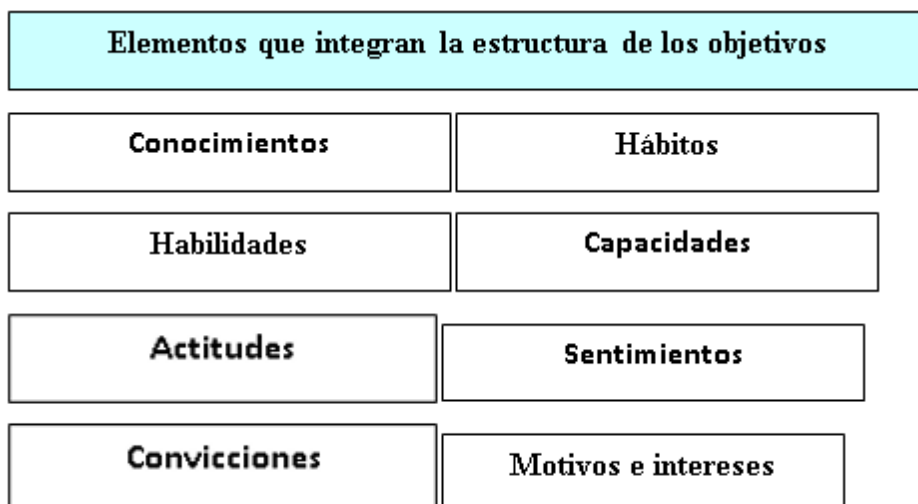 Elementos que integran la estructura de los objetivos
Conocimientos
Hábitos
Habilidades
Capacidades
Actitudes
Sentimientos
Convicciones
Motivos e intereses